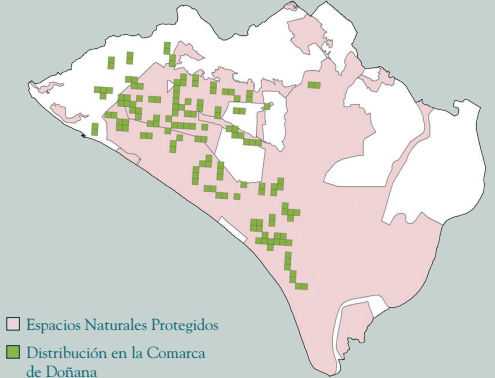 Espacios Naturales Protegidos
Distribución en la Comarca
de Doñana